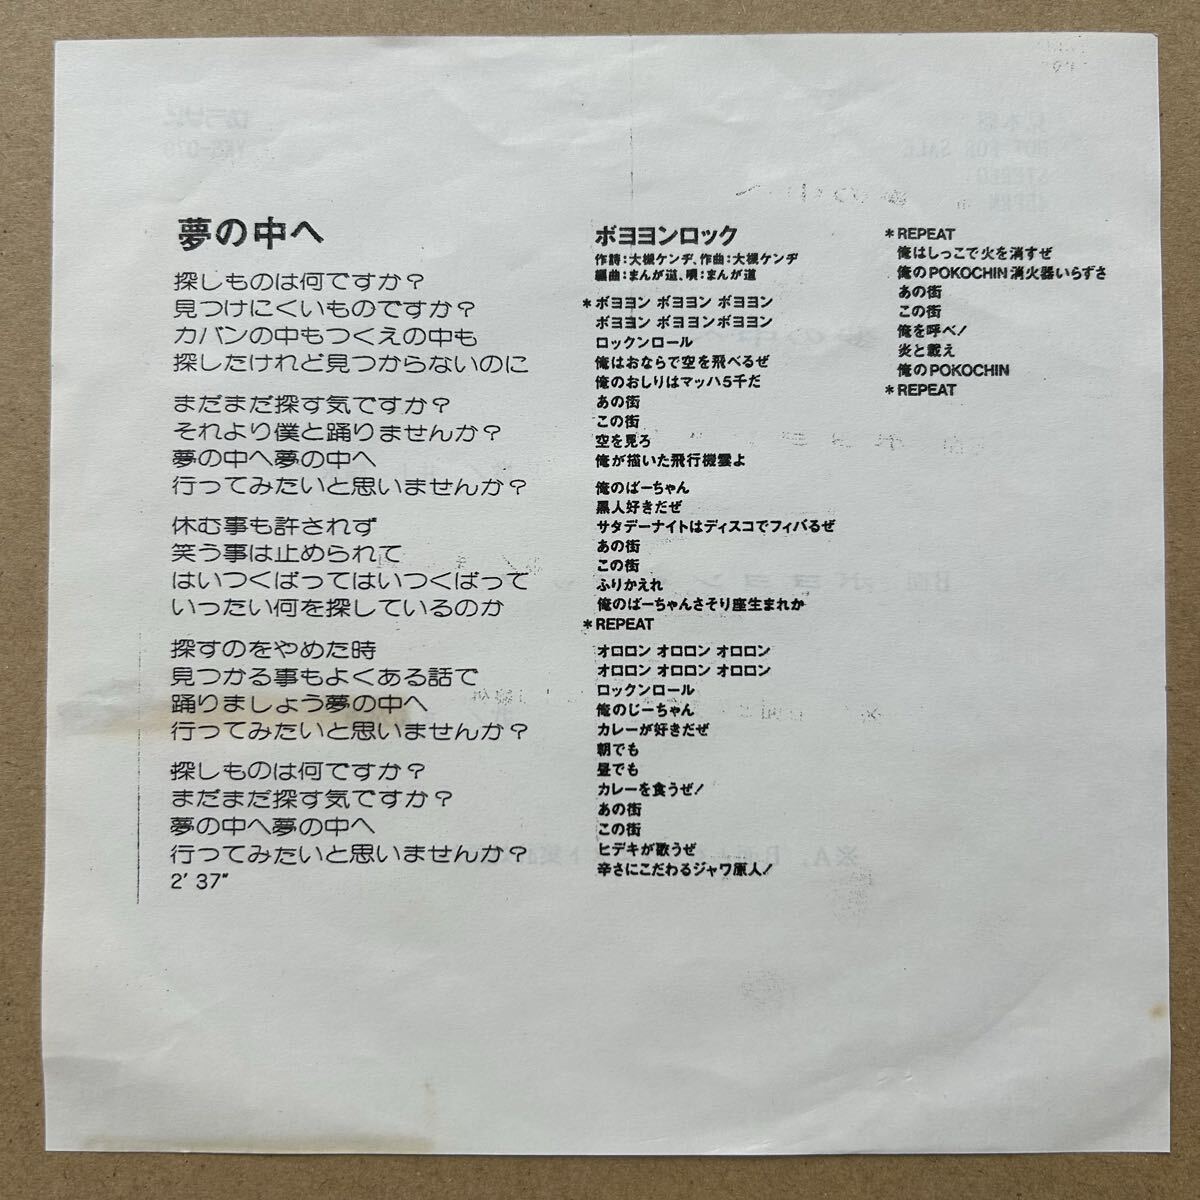 夢の中へ
探しものは何ですか?
見つけにくいものですか?
カバンの中もつくえの中も
探したけれど見つからないのに
まだまだ探す気ですか?
それより僕と踊りませんか?
夢の中へ夢の中へ
行ってみたいと思いませんか?
休む事も許されず
笑う事は止められて
はいつくばってはいつくばって
いったい何を探しているのか
探すのをやめた時
見つかる事もよくある話で
踊りましょう夢の中へ
行ってみたいと思いませんか?
探しものは何ですか?
まだまだ探す気ですか?
夢の中へ夢の中へ
行ってみたいと思いませんか?
2' 37"
ボヨヨンロック
作詩:大槻ケンヂ、作曲:大槻ケンヂ
編曲:まんが道、唄:まんが道
*ボヨヨン ボヨヨン ボヨヨン
ボヨヨン ボヨヨンボヨヨン
ロックンロール
俺はおならで空を飛べるぜ
俺のおしりはマッハ5千だ
あの街
この街
空を見ろ
俺が描いた飛行機雲よ
俺のばーちゃん
黒人好きだぜ
サタデーナイトはディスコでフィバるぜ
あの街
この街
ふりかえれ
俺のばーちゃんさそり座生まれか
*REPEAT
オロロン オロロン オロロン
オロロン オロロン オロロン
ロックンロール
俺のじーちゃん
カレーが好きだぜ
朝でも
昼でも
カレーを食うぜ!
あの街
この街
ヒデキが歌うぜ
辛さにこだわるジャワ原人!
*REPEAT
俺はしっこで火を消すぜ
俺のPOKOCHIN消火器いらずさ
あの街
この街
俺を呼べ!
炎と戦え
俺のPOKOCHIN
*REPEAT